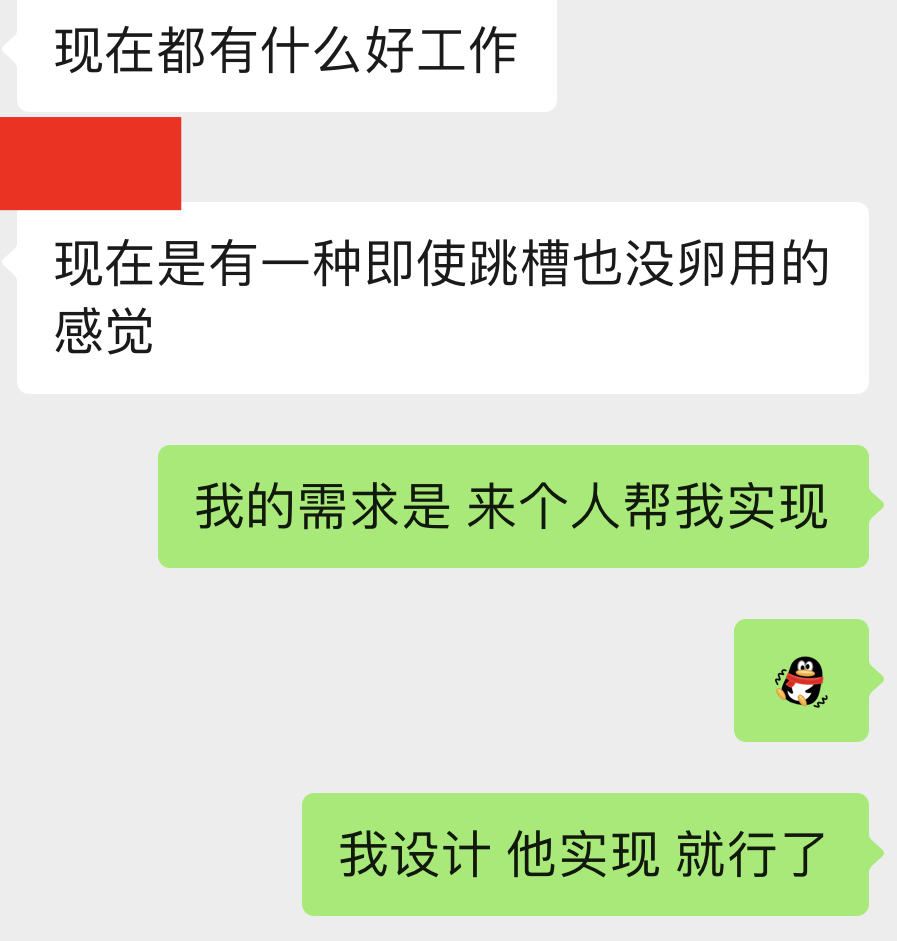 现在都有什么好工作
现在是有一种即使跳槽也没卵用的
感觉
我的需求是 来个人帮我实现
我设计 他实现 就行了